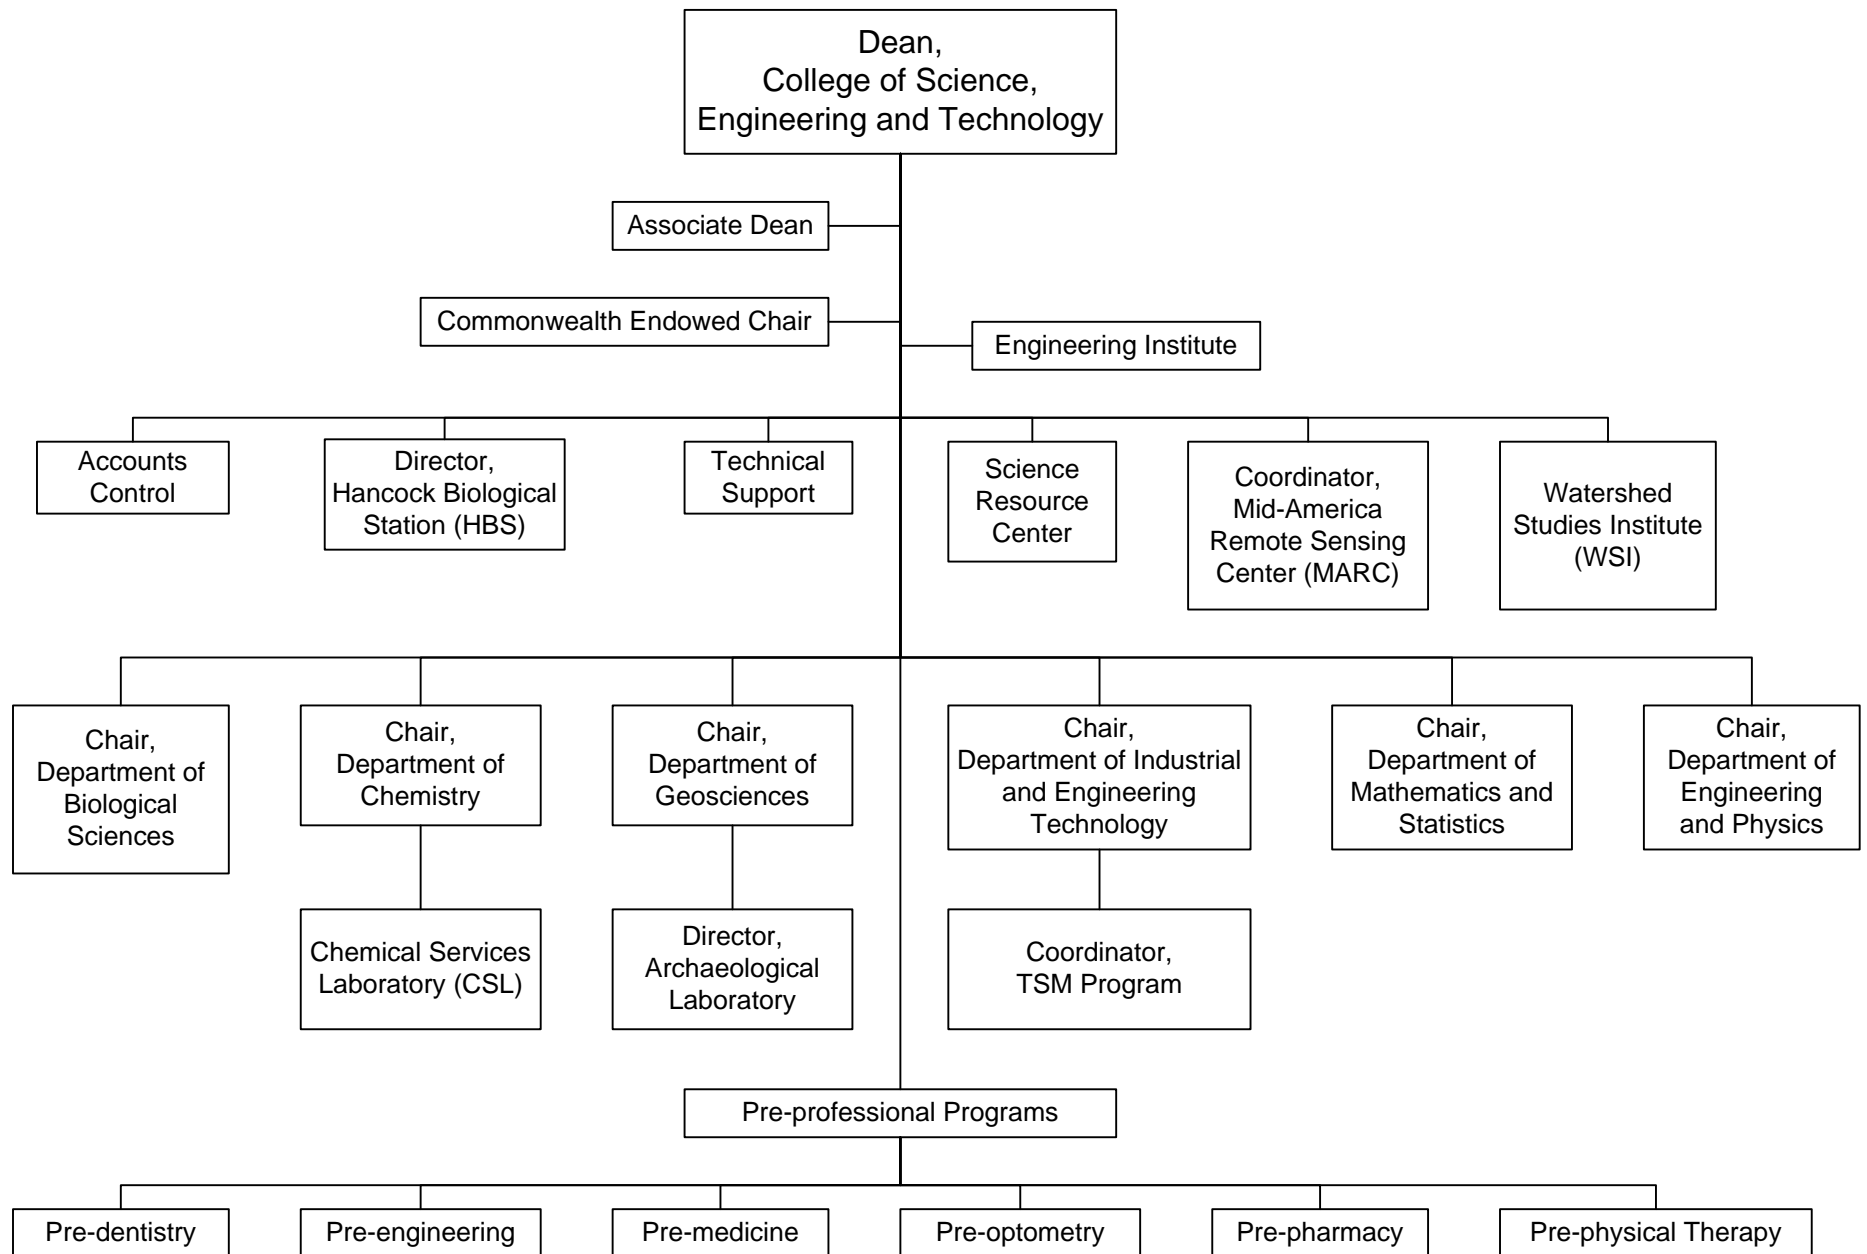 Dean,
College of Science,
Engineering and Technology
Associate Dean
Commonwealth Endowed Chair
Engineering Institute
Accounts
Control
Director,
Hancock Biological
Station (HBS)
Technical
Support
Science
Resource
Center
Coordinator,
Mid-America
Remote Sensing
Center (MARC)
Watershed
Studies Institute
(WSI)
Chair,
Department of
Biological
Sciences
Chair,
Department of
Chemistry
Chair,
Department of
Geosciences
Chair,
Department of Industrial
and Engineering
Technology
Chair,
Department of
Mathematics and
Statistics
Chair,
Department of
Engineering
and Physics
Chemical Services
Laboratory (CSL)
Director,
Archaeological
Laboratory
Coordinator,
TSM Program
Pre-professional Programs
Pre-dentistry
Pre-engineering
Pre-medicine
Pre-optometry
Pre-pharmacy
Pre-physical Therapy